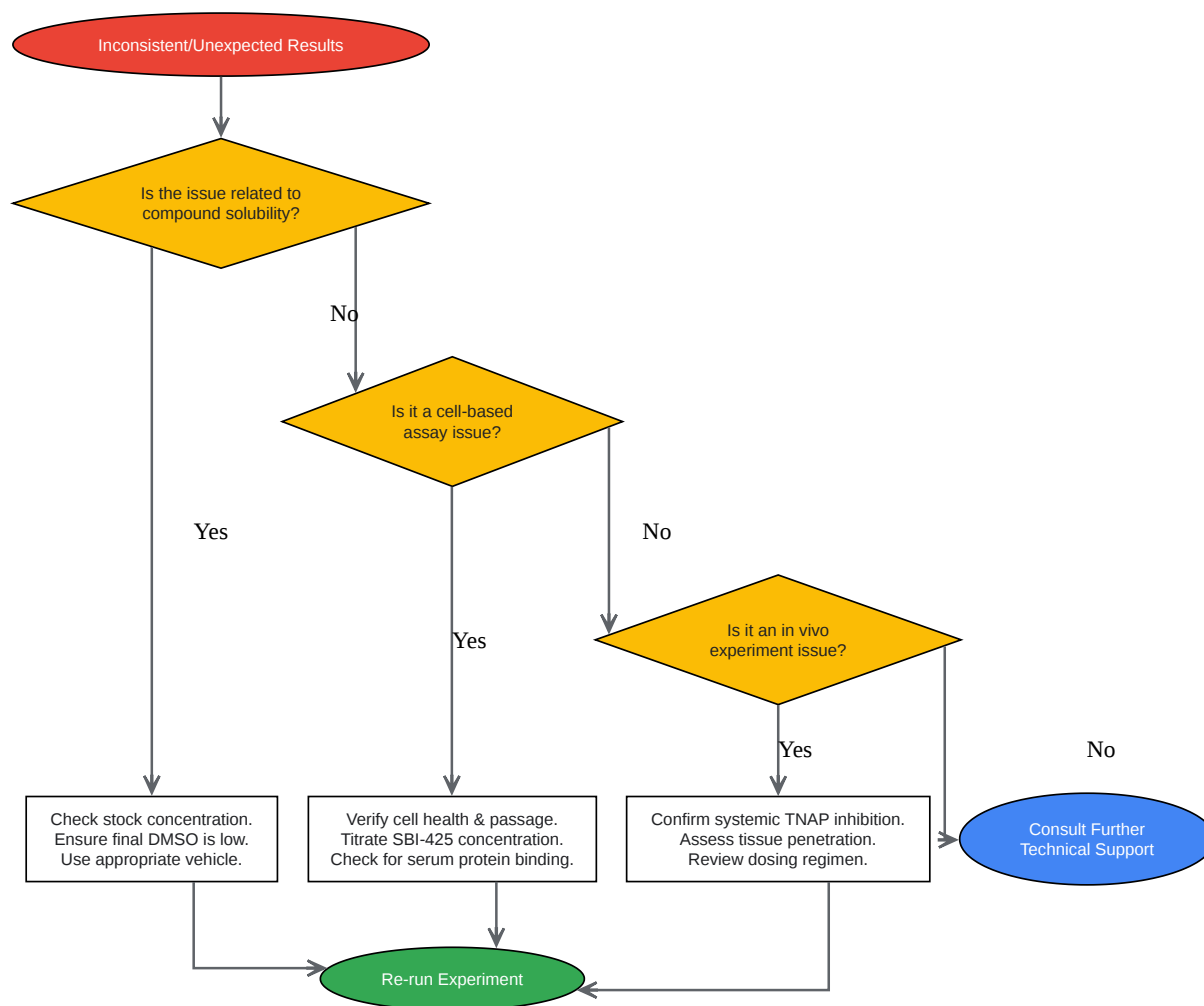 Inconsistent/Unexpected Results
Is the issue related to
compound solubility?
No
Is it a cell-based
assay issue?
Yes
No
Is it an in vivo
experiment issue?
Yes
Yes
No
Check stock concentration.
Ensure final DMSO is low.
Use appropriate vehicle.
Verify cell health & passage.
Titrate SBI-425 concentration.
Check for serum protein binding.
Confirm systemic TNAP inhibition.
Assess tissue penetration.
Review dosing regimen.
Consult Further
Technical Support
Re-run Experiment